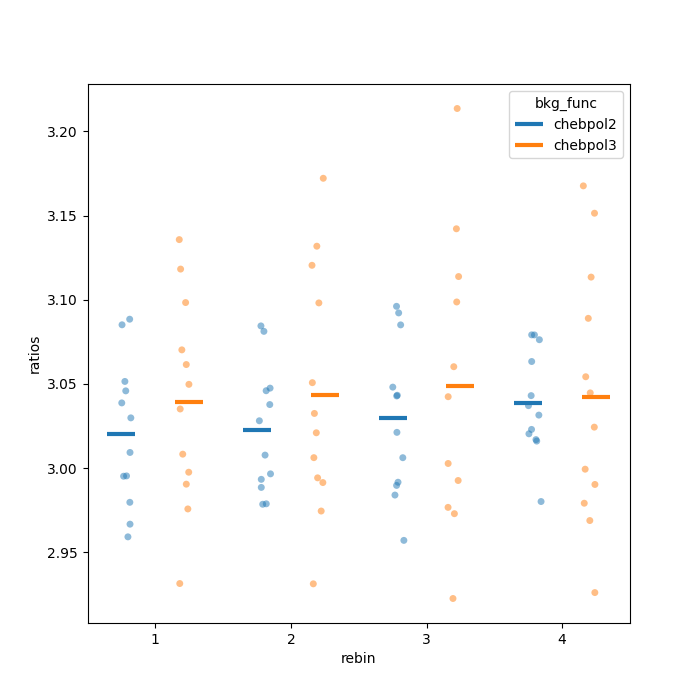 bkg_func
chebpol2
chebpol3
3.20
3.15
3.10
3.05
3.00
2.95
ratios
1 2 3 4
rebin